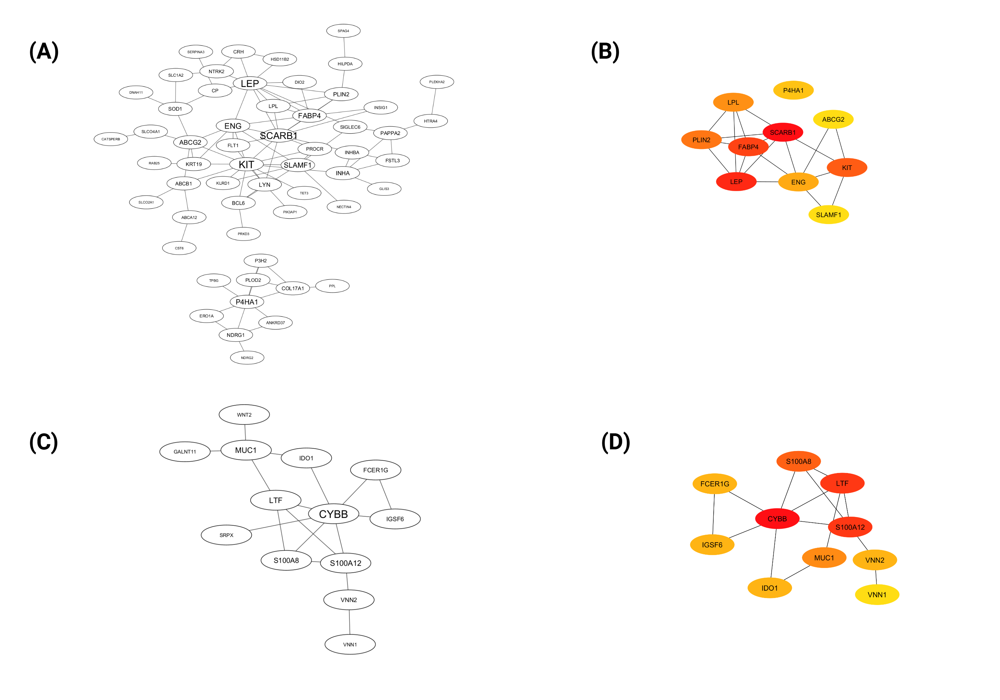 (A)
SPAG4
SERPINA3
CRH
HSD11B2
HILPDA
NTRK2
SLC1A2
LEP
DIO2
PLEKHA2
DNAH11
CP
PLIN2
SOD1
LPL
INSIG1
FABP4
HTRA4
ENG
SIGLEC6
PAPPA2
SLCO4A1
CATSPERB
SCARB1
ABCG2
FLT1
PROCR
INHBA
FSTL3
RAB25
KRT19
KIT
SLAMF1
INHA
ABCB1
KLRD1
LYN
GLIS3
TET3
SLCO2A1
BCL6
NECTIN4
PIK3AP1
ABCA12
PRKD3
CST6
P3H2
TPBG
PLOD2
COL17A1
PPL
P4HA1
ERO1A
ANKRD37
NDRG1
NDRG2
(B)
P4HA1
LPL
ABCG2
SCARB1
PLIN2
FABP4
KIT
LEP
ENG
SLAMF1
(C)
WNT2
GALNT11
MUC1
IDO1
FCER1G
LTF
CYBB
IGSF6
SRPX
S100A8
S100A12
VNN2
VNN1
(D)
S100A8
FCER1G
LTF
CYBB
S100A12
IGSF6
MUC1
VNN2
IDO1
VNN1